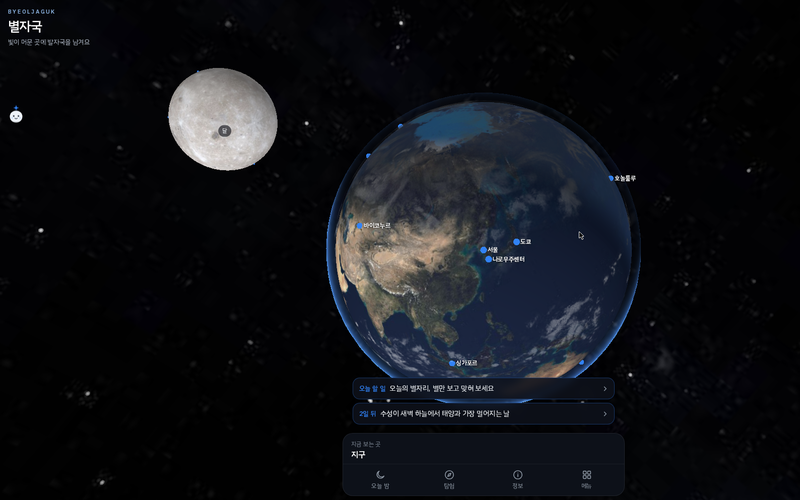 BYEOLJAGUK
별자국
빛이 머문 곳에 발자국을 남겨요
달
호놀룰루
바이코누르
도쿄
서울
나로우주센터
싱가포르
오늘 할 일 오늘의 별자리, 별만 보고 맞혀 보세요
2일 뒤 수성이 새벽 하늘에서 태양과 가장 멀어지는 날
지금 보는 곳
지구
오늘 밤
탐험
정보
메뉴